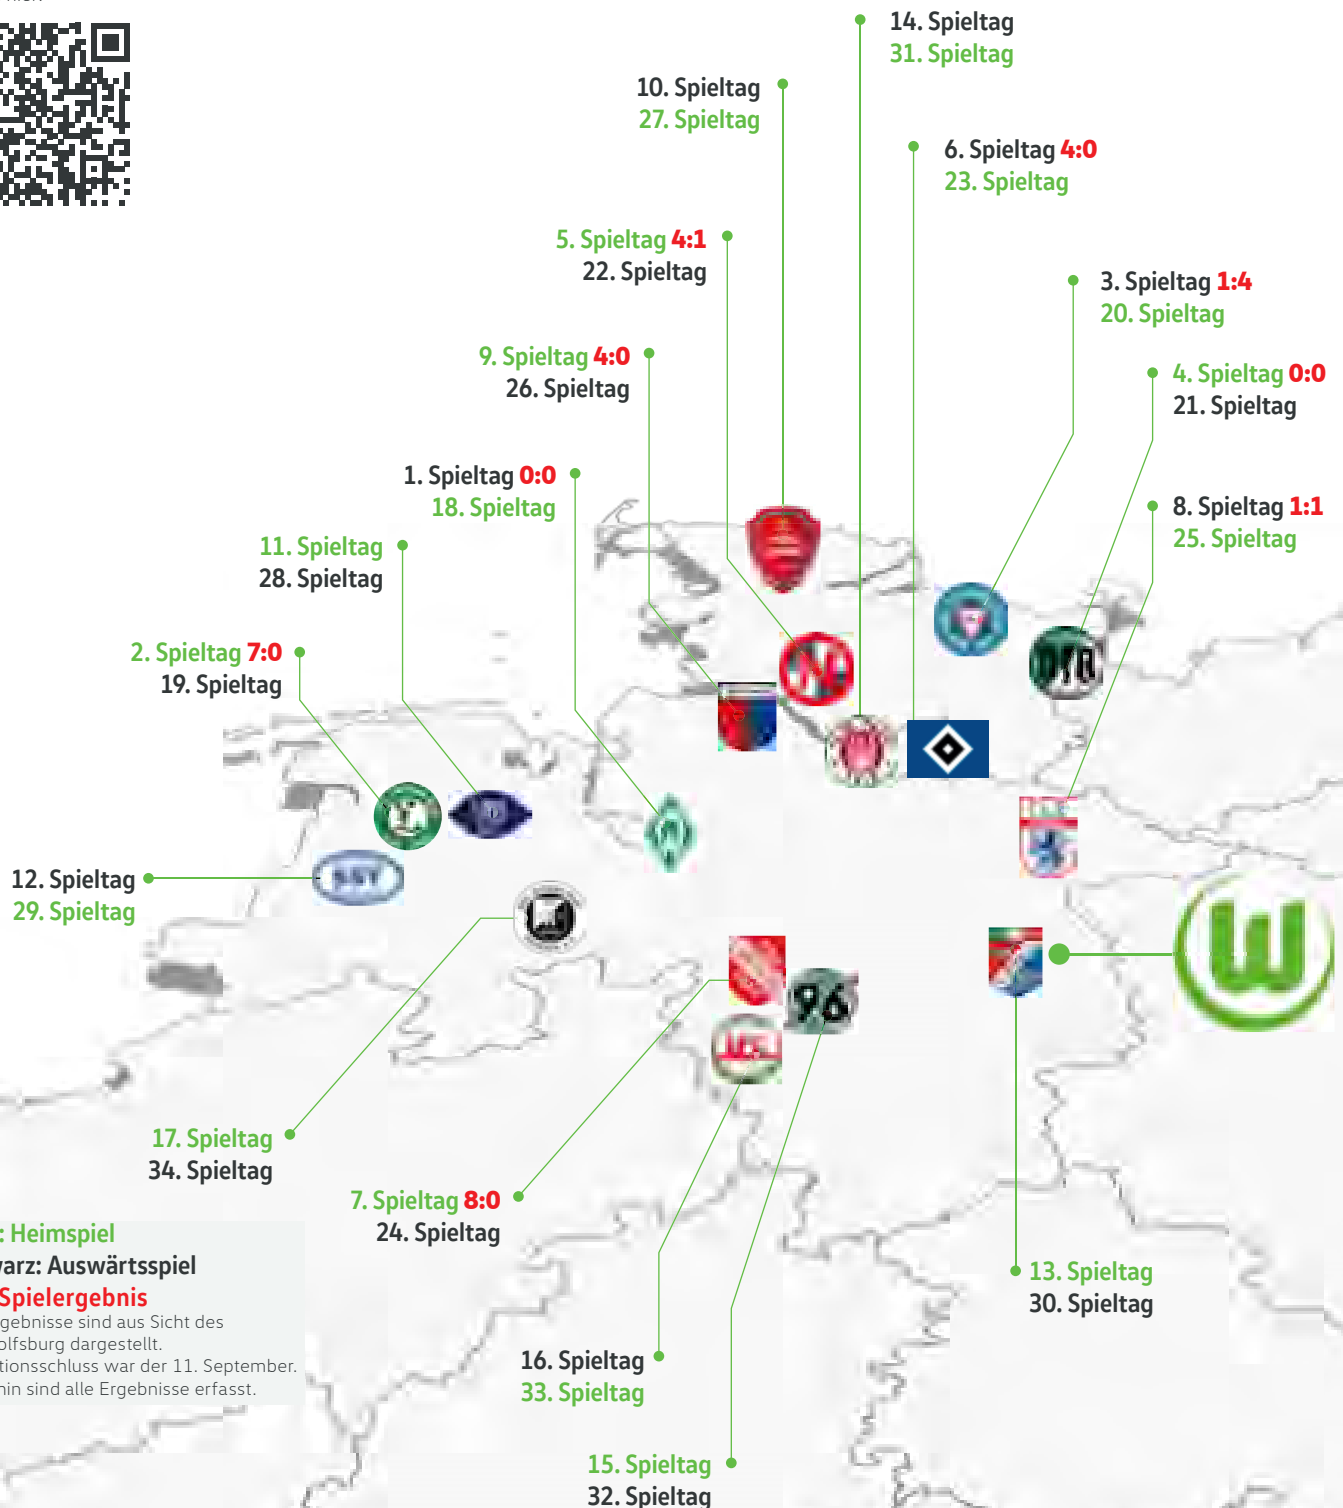 14. Spieltag
31. Spieltag
10. Spieltag
27. Spieltag
6. Spieltag 4:0
23. Spieltag
5. Spieltag 4:1
22. Spieltag
3. Spieltag 1:4
20. Spieltag
9. Spieltag 4:0
26. Spieltag
4. Spieltag 0:0
21. Spieltag
1. Spieltag 0:0
18. Spieltag
8. Spieltag 1:1
25. Spieltag
11. Spieltag
28. Spieltag
2. Spieltag 7:0
19. Spieltag
N
12. Spieltag
29. Spieltag
SSV
W
96
17. Spieltag
34. Spieltag
7. Spieltag 8:0
24. Spieltag
: Heimspiel
arz: Auswärtsspiel
Spielergebnis
gebnisse sind aus Sicht des
olfsburg dargestellt.
tionsschluss war der 11. September.
hin sind alle Ergebnisse erfasst.
13. Spieltag
30. Spieltag
16. Spieltag
33. Spieltag
15. Spieltag
32. Spieltag